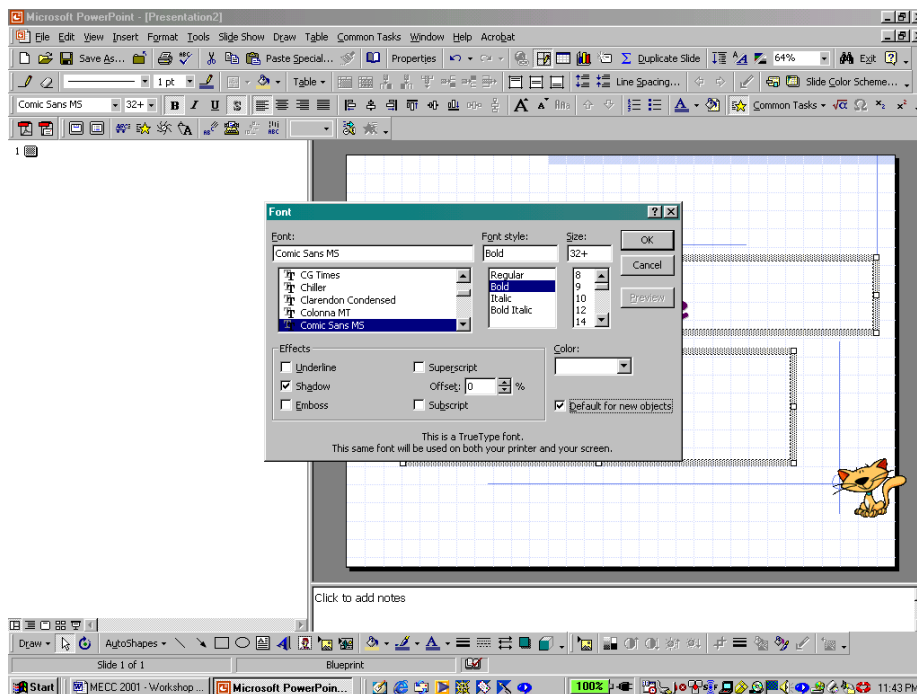 Microsoft PowerPoint - [Presentation2]
File Edit View Insert Format Tools Slide Show Draw Table Common Tasks Window Help Acrobat
Save As... Paste Special... Properties Duplicate Slide 64% Exit
1 pt Table Line Spacing... Slide Color Scheme...
Comic Sans MS 32+ B I U S Common Tasks
1
Font
Font: Font style: Size:
Comic Sans MS Bold 32+ OK
CG Times Regular 8 Cancel
Chiller Bold 9
Clarendon Condensed Italic 10 Preview
Colonna MT Bold Italic 12
Comic Sans MS 14
Effects Color:
Underline Superscript
Shadow Offset: 0 %
Emboss Subscript Default for new objects
This is a TrueType font.
This same font will be used on both your printer and your screen.
Click to add notes
Draw AutoShapes
Slide 1 of 1 Blueprint
Start MECC 2001 - Workshop ... Microsoft PowerPoin... 100% 11:43 PM